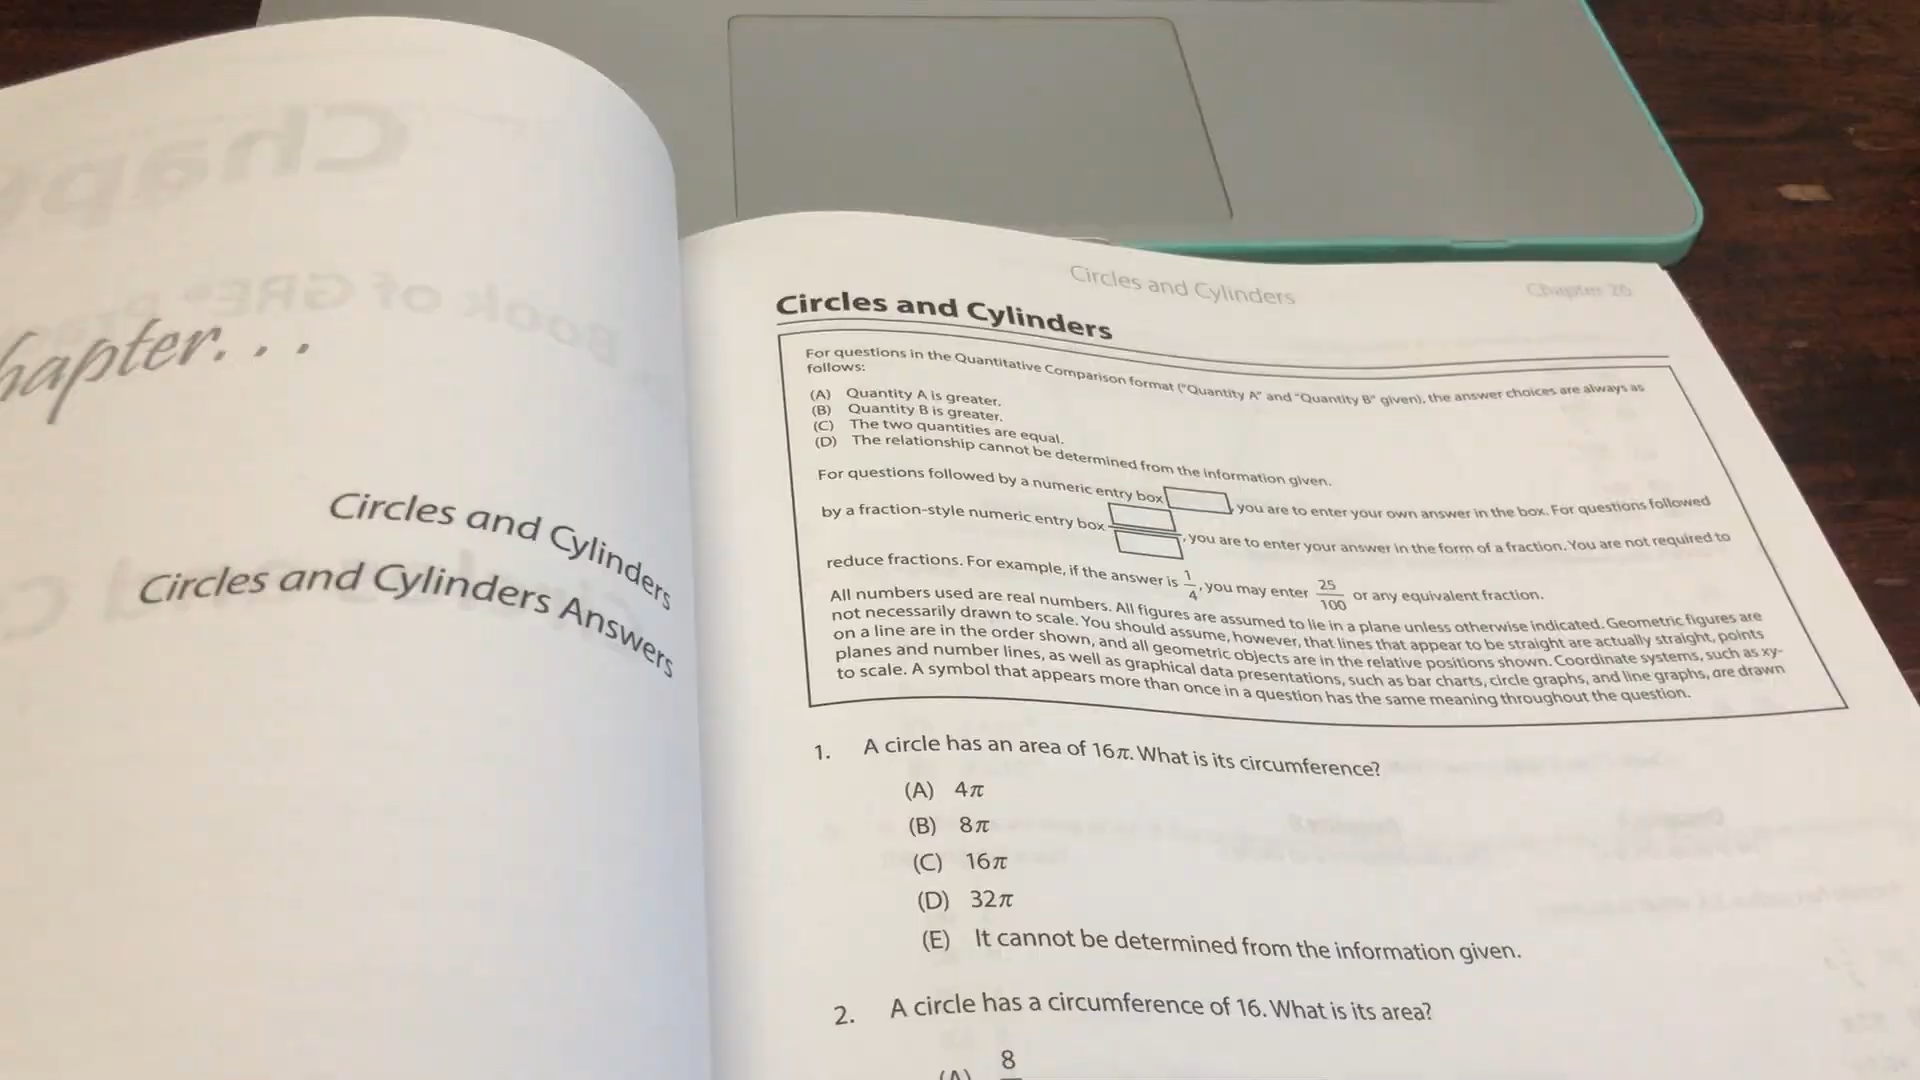 hapter. . .
Circles and Cylinders
Circles and Cylinders Answers
Circles and Cylinders
Chapter 26
Circles and Cylinders
For questions in the Quantitative Comparison format ("Quantity A" and "Quantity B" given), the answer choices are always as
follows:
(A) Quantity A is greater.
(B) Quantity B is greater.
(C) The two quantities are equal.
(D) The relationship cannot be determined from the information given.
For questions followed by a numeric entry box , you are to enter your own answer in the box. For questions followed
by a fraction-style numeric entry box , you are to enter your answer in the form of a fraction. You are not required to
reduce fractions. For example, if the answer is 1/4, you may enter 25/100 or any equivalent fraction.
All numbers used are real numbers. All figures are assumed to lie in a plane unless otherwise indicated. Geometric figures are
not necessarily drawn to scale. You should assume, however, that lines that appear to be straight are actually straight, points
on a line are in the order shown, and all geometric objects are in the relative positions shown. Coordinate systems, such as xy-
planes and number lines, as well as graphical data presentations, such as bar charts, circle graphs, and line graphs, are drawn
to scale. A symbol that appears more than once in a question has the same meaning throughout the question.
1. A circle has an area of 16π. What is its circumference?
(A) 4π
(B) 8π
(C) 16π
(D) 32π
(E) It cannot be determined from the information given.
2. A circle has a circumference of 16. What is its area?
(A) 8